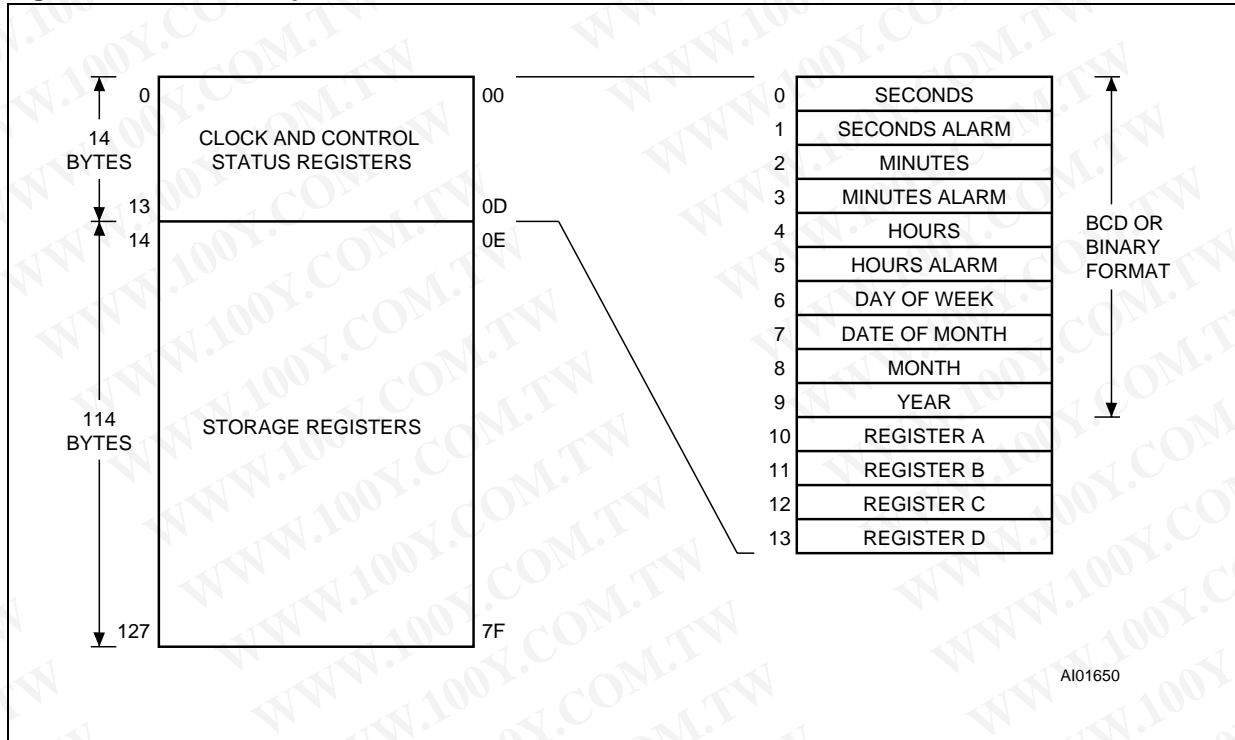 0
00
14
BYTES
CLOCK AND CONTROL
STATUS REGISTERS
13
0D
14
0E
114
BYTES
STORAGE REGISTERS
127
7F
0 SECONDS
1 SECONDS ALARM
2 MINUTES
3 MINUTES ALARM
4 HOURS
5 HOURS ALARM
6 DAY OF WEEK
7 DATE OF MONTH
8 MONTH
9 YEAR
10 REGISTER A
11 REGISTER B
12 REGISTER C
13 REGISTER D
BCD OR
BINARY
FORMAT
AI01650
WWW.100Y.COM.TW